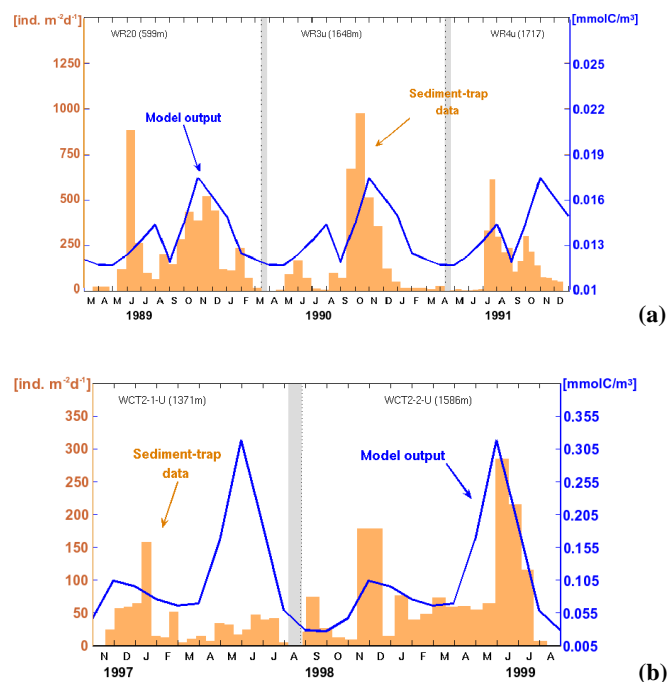 [ind. m⁻²d⁻¹] [mmolC/m³]
WR20 (599m) WR3u (1648m) WR4u (1717)
1250 0.025
Sediment-trap
data
1000 0.022
Model output
750 0.019
500 0.016
250 0.013
0 0.01
M A M J J A S O N D J F M A M J J A S O N D J F M A M J J A S O N D
1989 1990 1991
(a)
[ind. m⁻²d⁻¹] [mmolC/m³]
WCT2-1-U (1371m) WCT2-2-U (1586m)
350 0.355
300 0.305
Sediment-trap
data
Model output
250 0.255
200 0.205
150 0.155
100 0.105
50 0.055
0 0.005
N D J F M A M J J A S O N D J F M A M J J A
1997 1998 1999
(b)